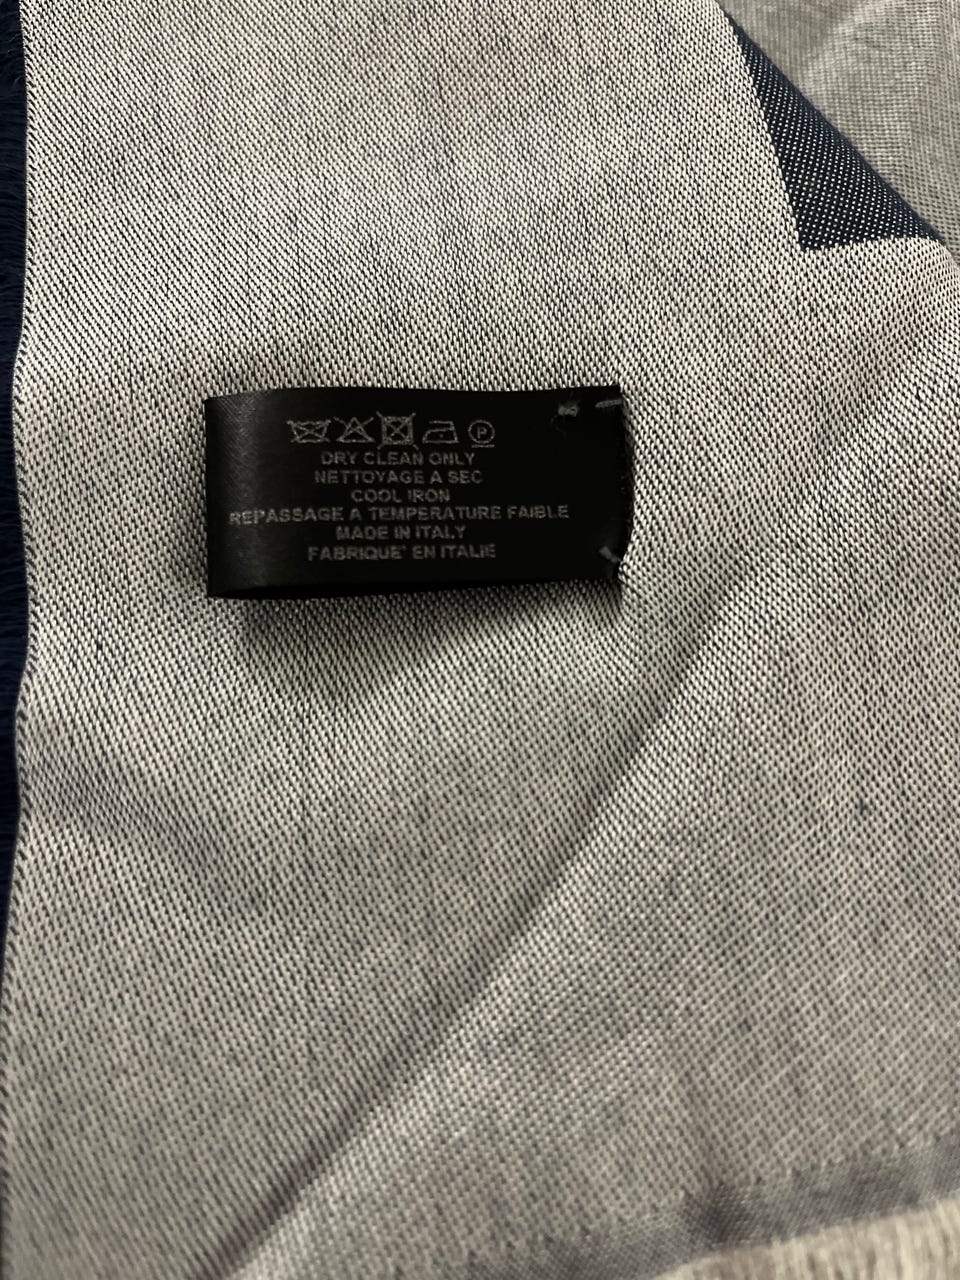 P
DRY CLEAN ONLY
NETTOYAGE A SEC
COOL IRON
REPASSAGE A TEMPERATURE FAIBLE
MADE IN ITALY
FABRIQUE' EN ITALIE